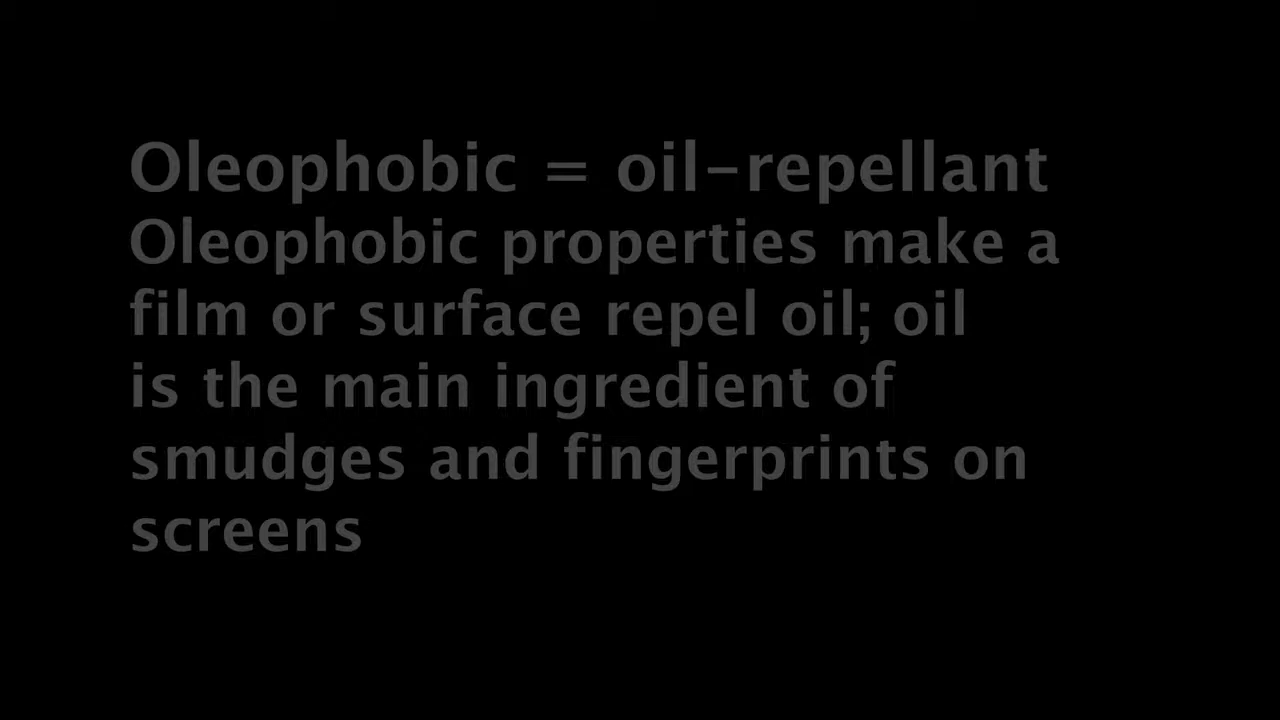 Oleophobic = oil-repellant
Oleophobic properties make a
film or surface repel oil; oil
is the main ingredient of
smudges and fingerprints on
screens